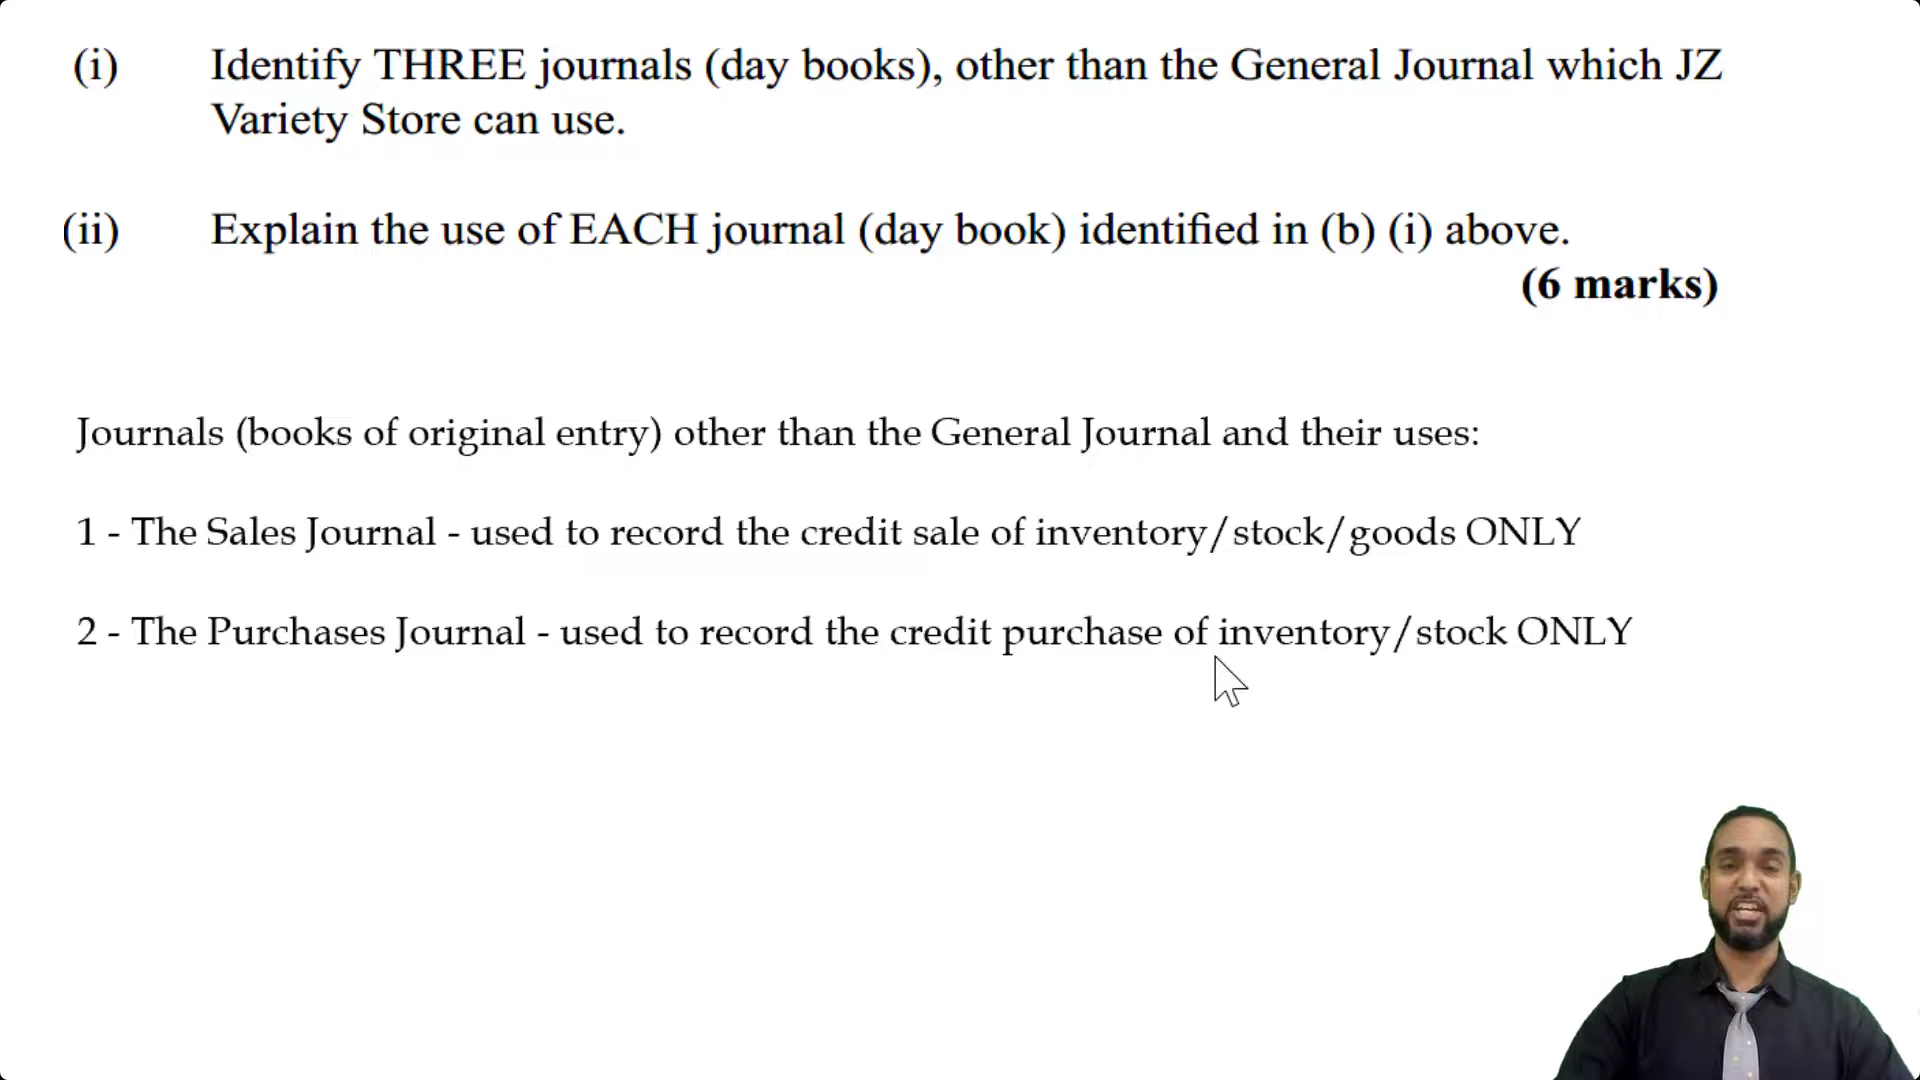 (i) Identify THREE journals (day books), other than the General Journal which JZ
Variety Store can use.
(ii) Explain the use of EACH journal (day book) identified in (b) (i) above.
(6 marks)
Journals (books of original entry) other than the General Journal and their uses:
1 - The Sales Journal - used to record the credit sale of inventory/stock/goods ONLY
2 - The Purchases Journal - used to record the credit purchase of inventory/stock ONLY